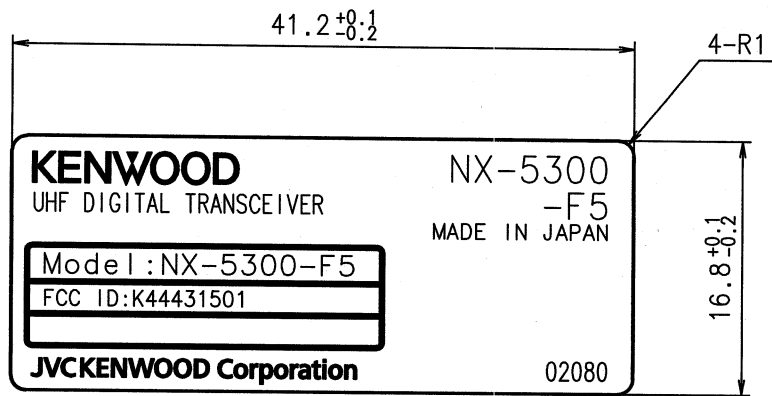 41.2 +0.1 -0.2
4-R1
KENWOOD
NX-5300
UHF DIGITAL TRANSCEIVER
-F5
MADE IN JAPAN
Model:NX-5300-F5
FCC ID:K44431501
16.8 +0.1 -0.2
JVCKENWOOD Corporation
02080